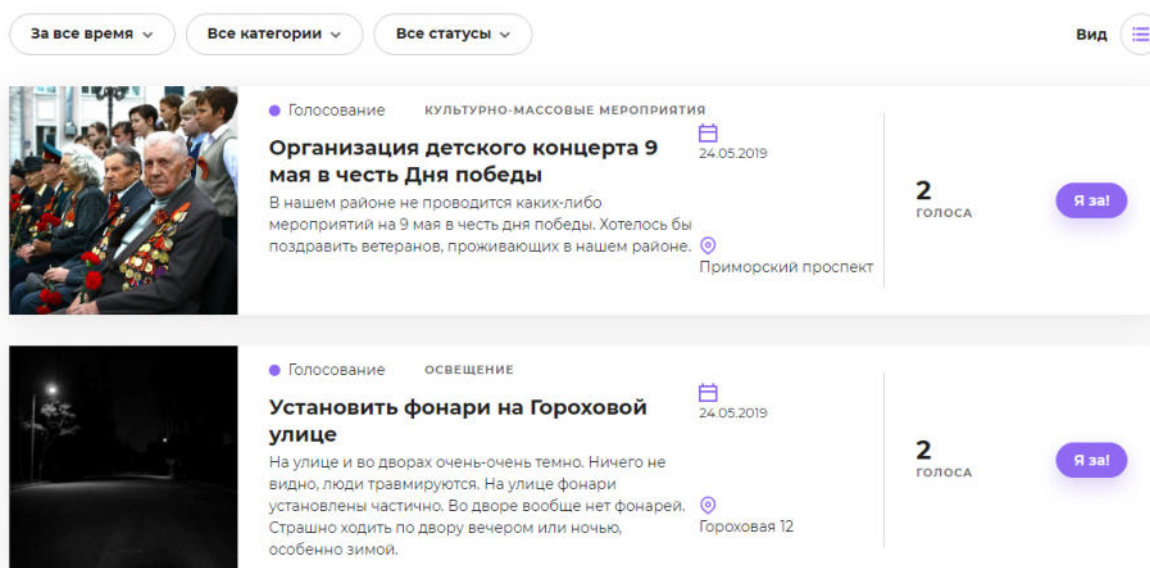 За все время
Все категории
Все статусы
Вид
Голосование
КУЛЬТУРНО-МАССОВЫЕ МЕРОПРИЯТИЯ
Организация детского концерта 9
мая в честь Дня победы
24.05.2019
В нашем районе не проводится каких-либо
мероприятий на 9 мая в честь дня победы. Хотелось бы
поздравить ветеранов, проживающих в нашем районе.
Приморский проспект
2
ГОЛОСА
Я за!
Голосование
ОСВЕЩЕНИЕ
Установить фонари на Гороховой
улице
24.05.2019
На улице и во дворах очень-очень темно. Ничего не
видно, люди травмируются. На улице фонари
установлены частично. Во дворе вообще нет фонарей.
Страшно ходить по двору вечером или ночью,
особенно зимой.
Гороховая 12
2
ГОЛОСА
Я за!